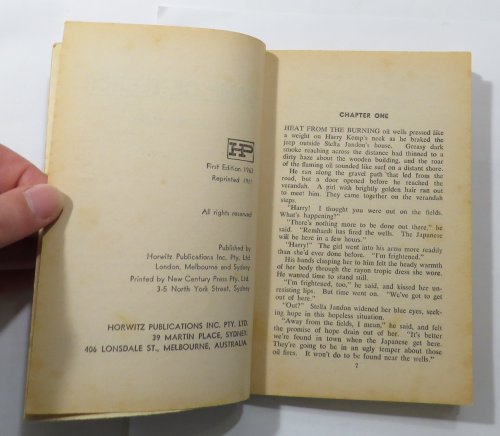 HP
First Edition 1962
Reprinted
All rights reserved
Published by
Horwitz Publications Inc. Pty. Ltd.
London, Melbourne and Sydney
Printed by New Century Press Pty. Ltd.
3-5 North York Street, Sydney
HORWITZ PUBLICATIONS INC. PTY. LTD.
39 MARTIN PLACE, SYDNEY
406 LONSDALE ST., MELBOURNE, AUSTRALIA
CHAPTER ONE
HEAT FROM THE BURNING oil wells pressed like
a weight on Harry Kemp's neck as he braked the
jeep outside Stella Jandon's house. Greasy dark
smoke reaching across the distance had thinned to a
dirty haze about the wooden building, and the roar
of the flaming oil sounded like surf on a distant shore.
He ran along the gravel path that led from the
road, but a door opened before he reached the
verandah. A girl with brightly golden hair ran out
to meet him. They came together on the verandah
steps.
"Harry! I thought you were out on the fields.
What's happening?"
"There's nothing more to be done out there," he
said. "Remhardt has fired the wells. The Japanese
will be here in a few hours."
"Harry!" The girl went into his arms more readily
than she'd ever done before. "I'm frightened."
His hands clasping her to him felt the heady warmth
of her body through the rayon tropic dress she wore.
He wanted time to stand still.
"I'm frightened, too," he said, and kissed her un-
resisting lips. But time went on. "We've got to get
out of here."
"Out?" Stella Jandon widened her blue eyes, seek-
ing hope in this hopeless situation.
"Away from the fields, I mean," he said, and felt
the promise of hope drain out of her. "It's better
we're found in town when the Japanese get here.
They're going to be in an ugly temper about those
oil fires. It won't do to be found near the wells."
7